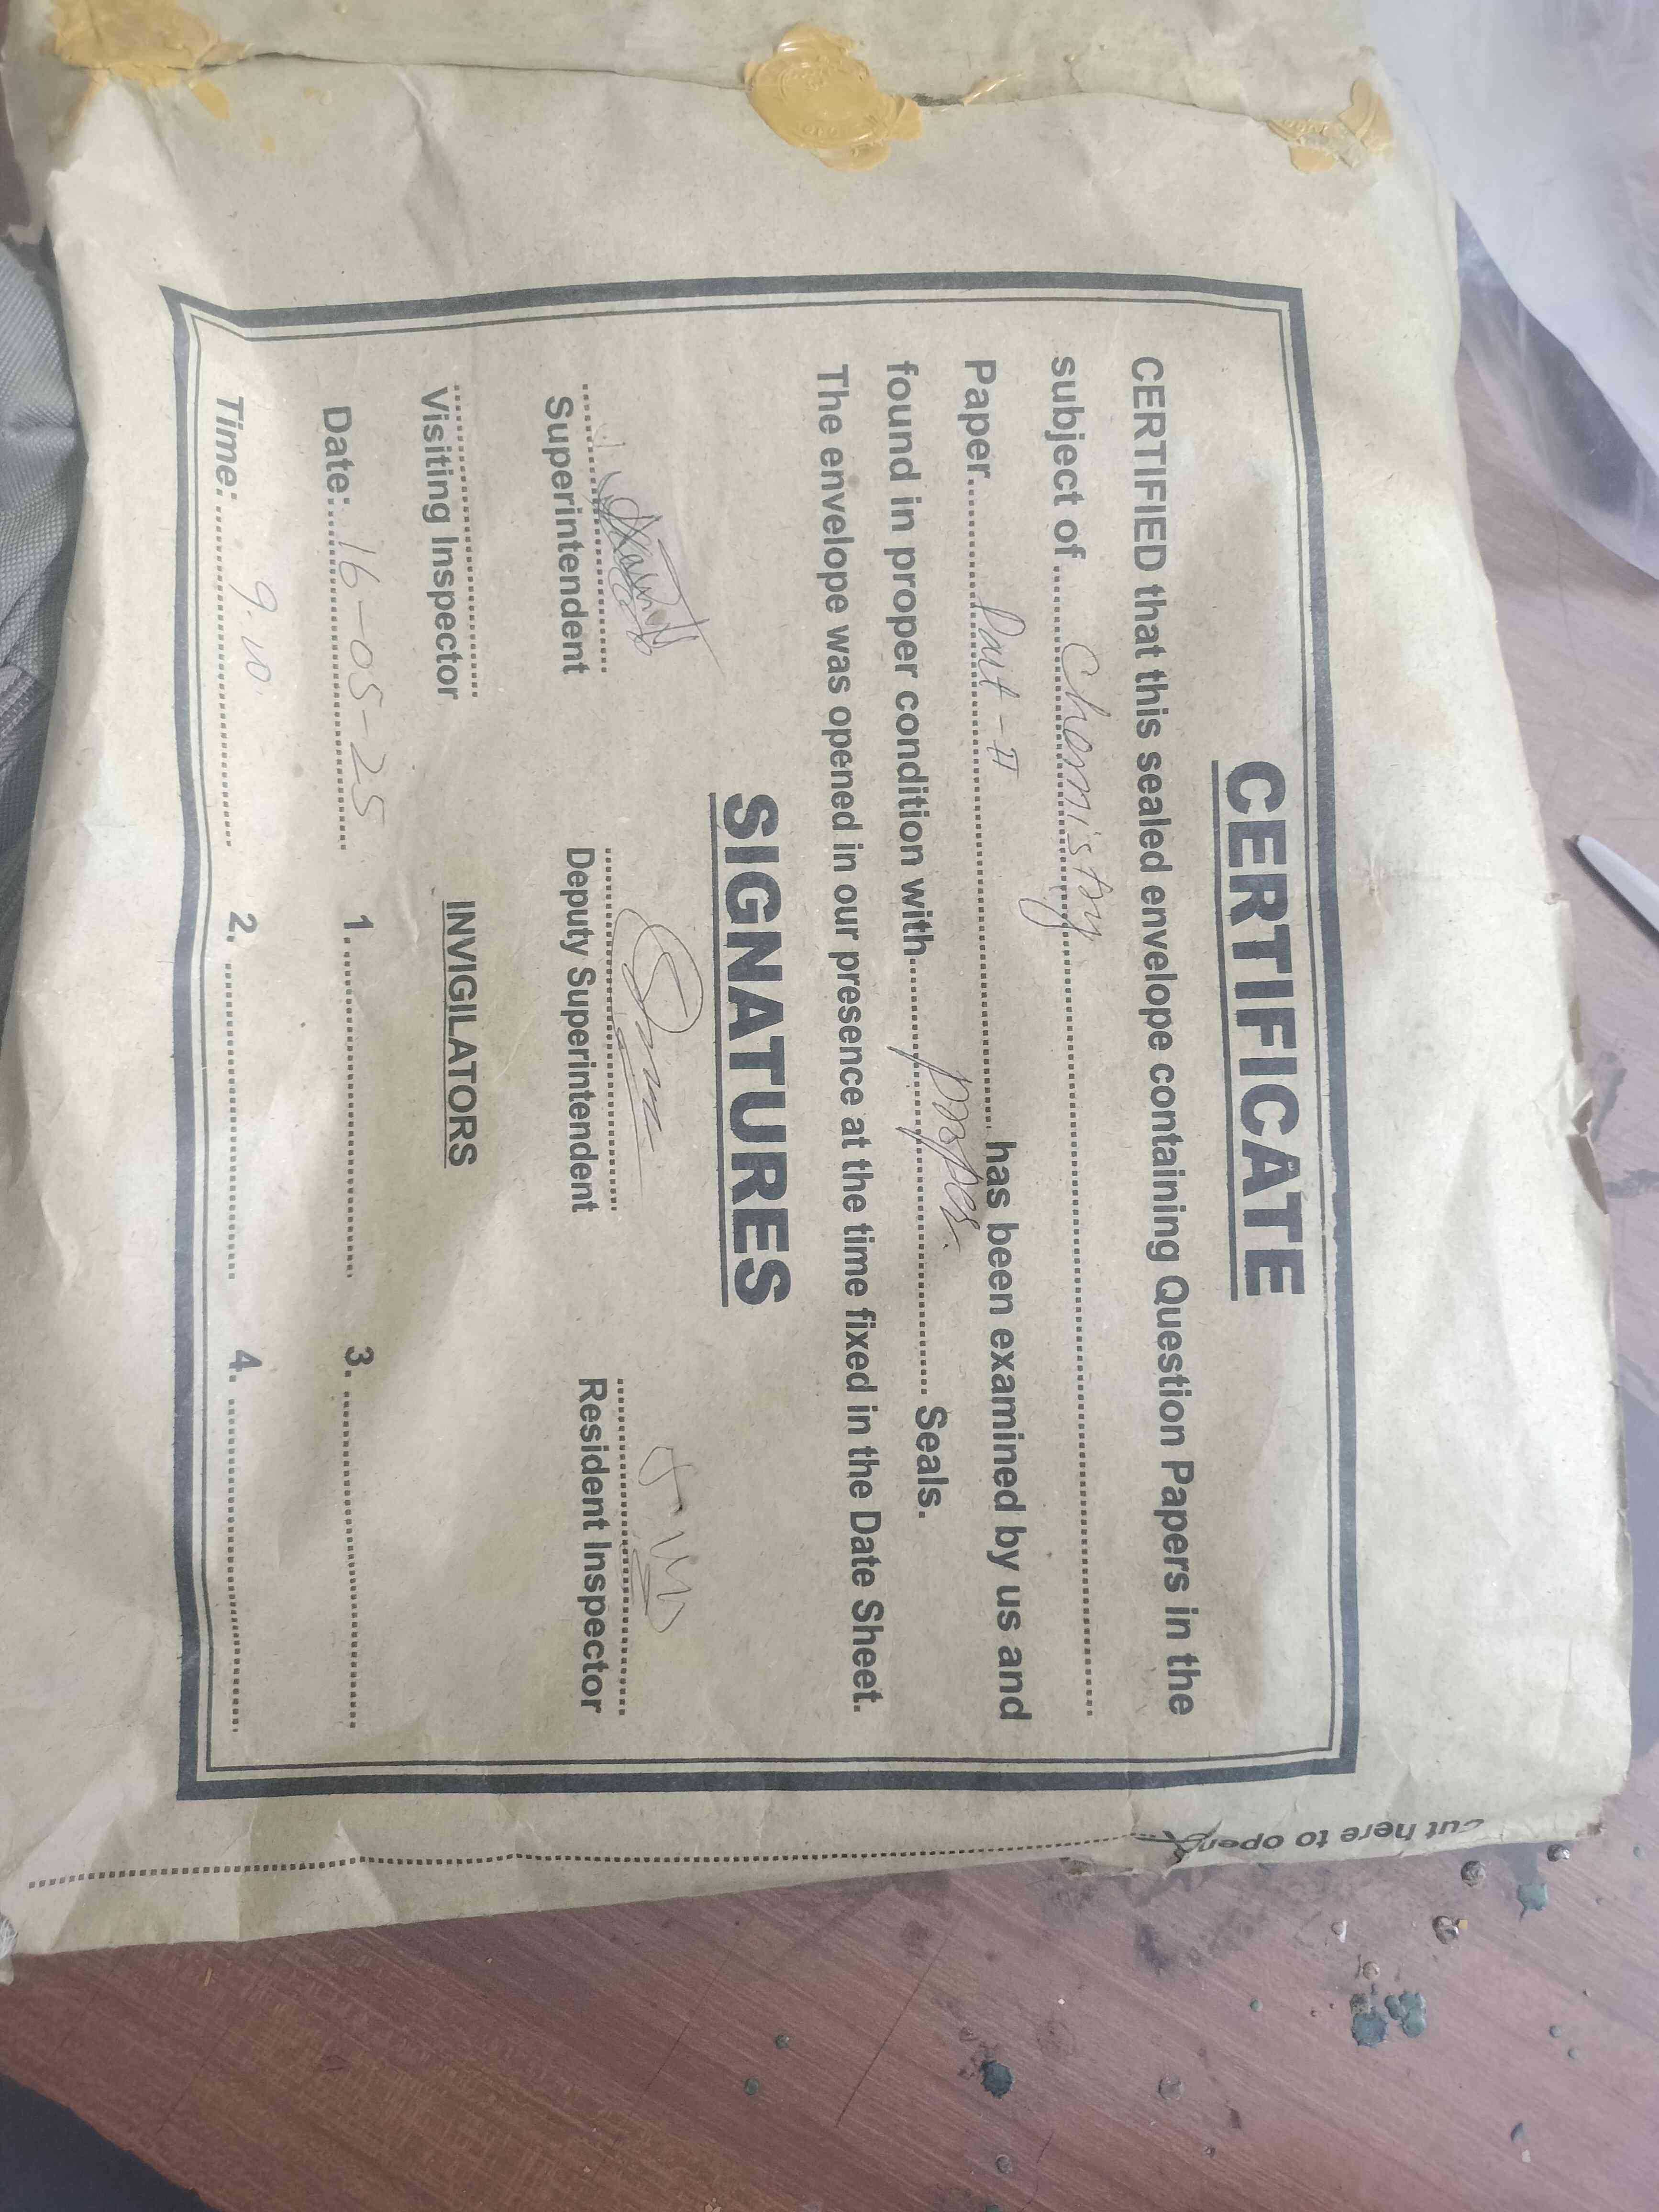 CERTIFICATE
CERTIFIED that this sealed envelope containing Question Papers in the
subject of Chemistry
Paper Part - II has been examined by us and
found in proper condition with proper Seals.
The envelope was opened in our presence at the time fixed in the Date Sheet.
SIGNATURES
Superintendent Deputy Superintendent Resident Inspector
Visiting Inspector INVIGILATORS
Date: 16-05-25 1. 3.
Time: 9.10 2. 4.
cut here to open